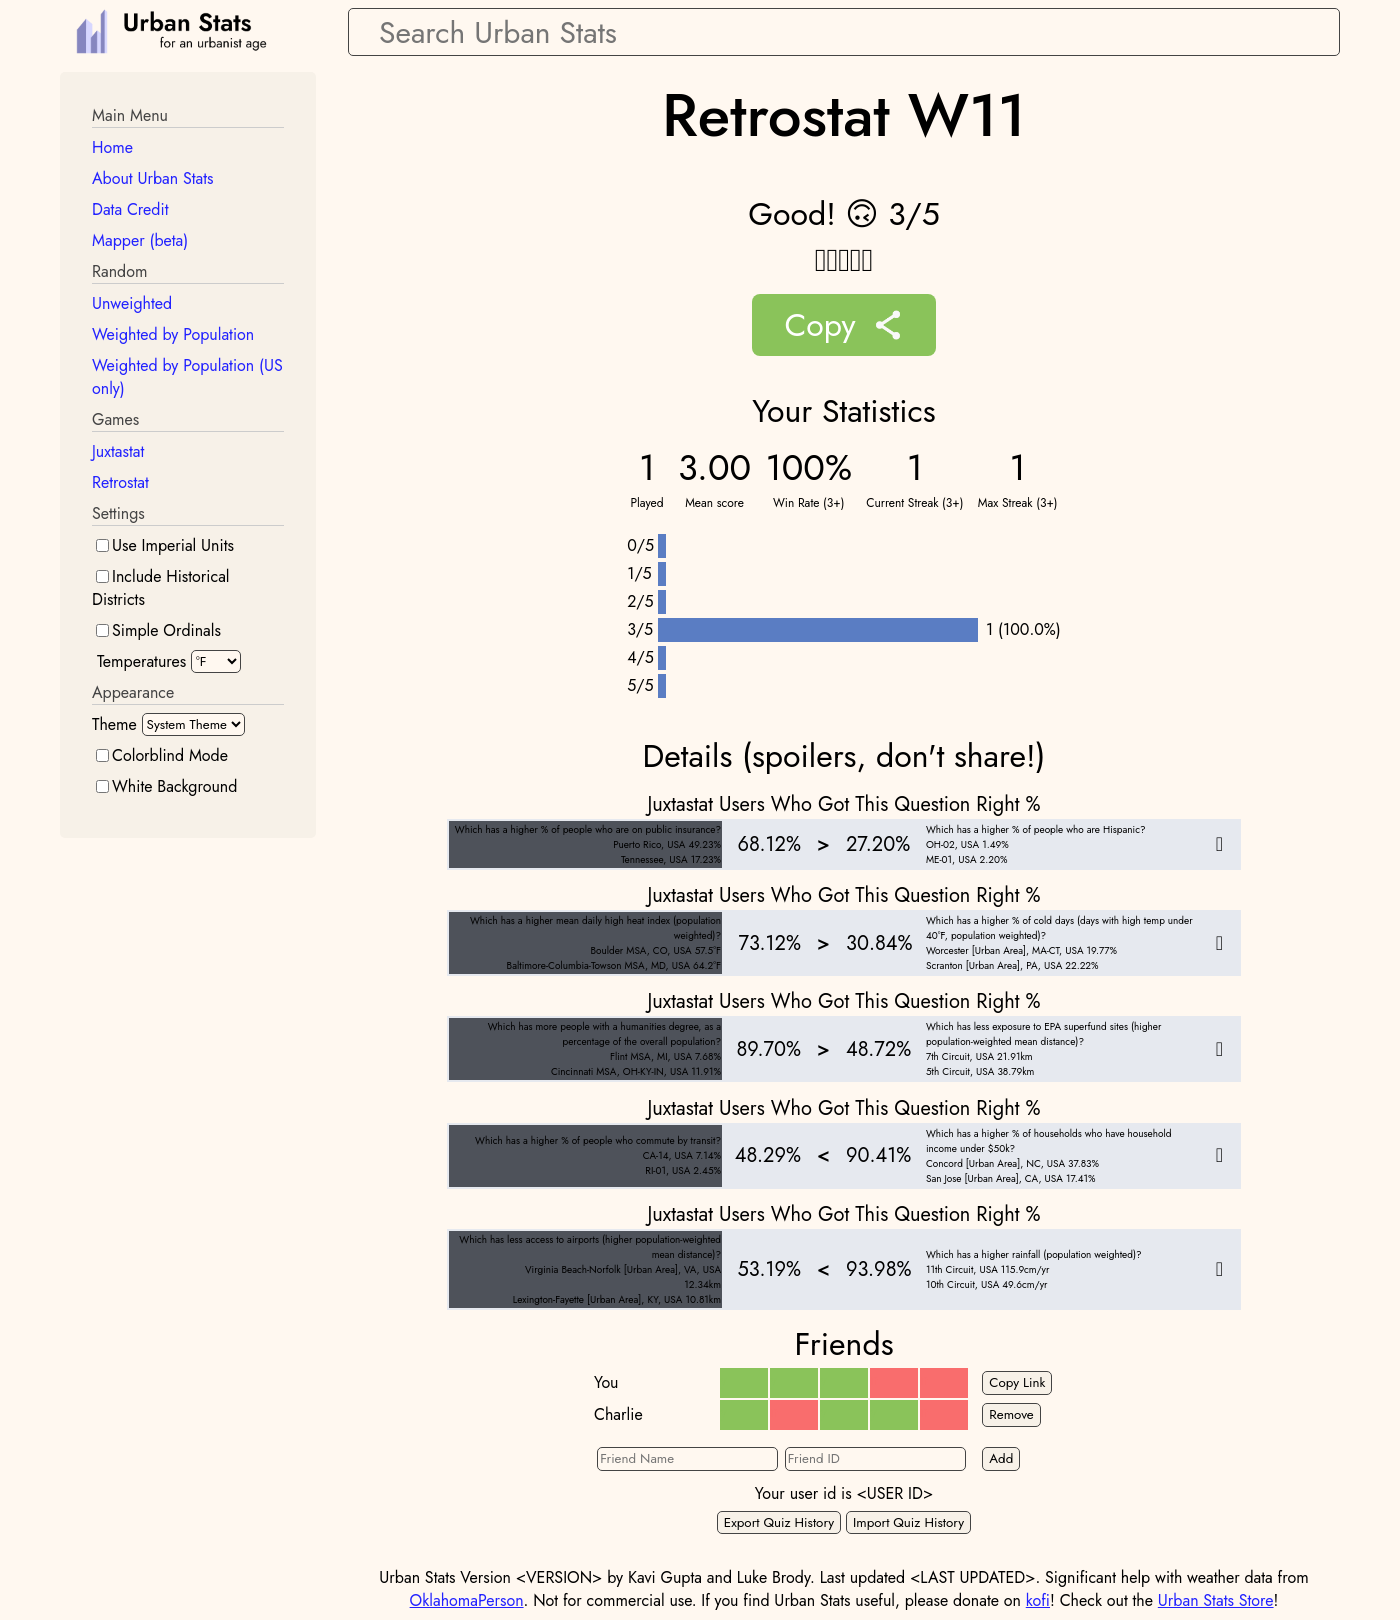 Urban Stats
for an urbanist age
Search Urban Stats
Main Menu
Home
About Urban Stats
Data Credit
Mapper (beta)
Random
Unweighted
Weighted by Population
Weighted by Population (US
only)
Games
Juxtastat
Retrostat
Settings
Use Imperial Units
Include Historical
Districts
Simple Ordinals
Temperatures °F
Appearance
Theme System Theme
Colorblind Mode
White Background
Retrostat W11
Good! 🙃 3/5
Copy
Your Statistics
1 3.00 100% 1 1
Played Mean score Win Rate (3+) Current Streak (3+) Max Streak (3+)
0/5
1/5
2/5
3/5 1 (100.0%)
4/5
5/5
Details (spoilers, don't share!)
Juxtastat Users Who Got This Question Right %
Which has a higher % of people who are on public insurance?
Puerto Rico, USA 49.23%
Tennessee, USA 17.23%
68.12% > 27.20%
Which has a higher % of people who are Hispanic?
OH-02, USA 1.49%
ME-01, USA 2.20%
Juxtastat Users Who Got This Question Right %
Which has a higher mean daily high heat index (population
weighted)?
Boulder MSA, CO, USA 57.5°F
Baltimore-Columbia-Towson MSA, MD, USA 64.2°F
73.12% > 30.84%
Which has a higher % of cold days (days with high temp under
40°F, population weighted)?
Worcester [Urban Area], MA-CT, USA 19.77%
Scranton [Urban Area], PA, USA 22.22%
Juxtastat Users Who Got This Question Right %
Which has more people with a humanities degree, as a
percentage of the overall population?
Flint MSA, MI, USA 7.68%
Cincinnati MSA, OH-KY-IN, USA 11.91%
89.70% > 48.72%
Which has less exposure to EPA superfund sites (higher
population-weighted mean distance)?
7th Circuit, USA 21.91km
5th Circuit, USA 38.79km
Juxtastat Users Who Got This Question Right %
Which has a higher % of people who commute by transit?
CA-14, USA 7.14%
RI-01, USA 2.45%
48.29% < 90.41%
Which has a higher % of households who have household
income under $50k?
Concord [Urban Area], NC, USA 37.83%
San Jose [Urban Area], CA, USA 17.41%
Juxtastat Users Who Got This Question Right %
Which has less access to airports (higher population-weighted
mean distance)?
Virginia Beach-Norfolk [Urban Area], VA, USA
12.34km
Lexington-Fayette [Urban Area], KY, USA 10.81km
53.19% < 93.98%
Which has a higher rainfall (population weighted)?
11th Circuit, USA 115.9cm/yr
10th Circuit, USA 49.6cm/yr
Friends
You Copy Link
Charlie Remove
Friend Name Friend ID Add
Your user id is <USER ID>
Export Quiz History Import Quiz History
Urban Stats Version <VERSION> by Kavi Gupta and Luke Brody. Last updated <LAST UPDATED>. Significant help with weather data from
OklahomaPerson. Not for commercial use. If you find Urban Stats useful, please donate on kofi! Check out the Urban Stats Store!